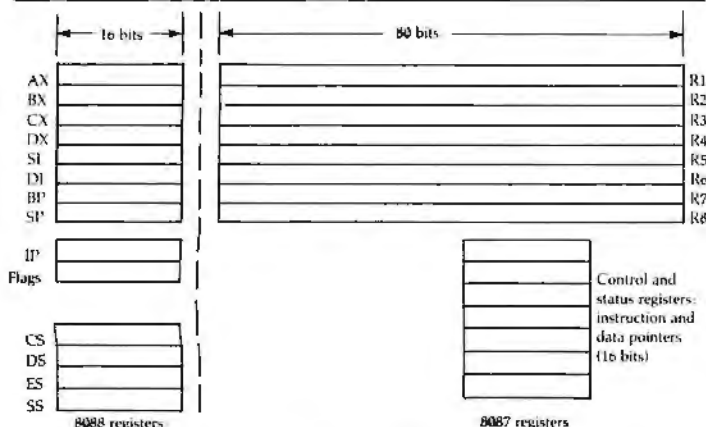 16 bits
80 bits
AX
BX
CX
DX
SI
DI
BP
SP
R1
R2
R3
R4
R5
R6
R7
R8
IP
Flags
CS
DS
ES
SS
Control and
status registers:
instruction and
data pointers
(16 bits)
8088 registers
8087 registers